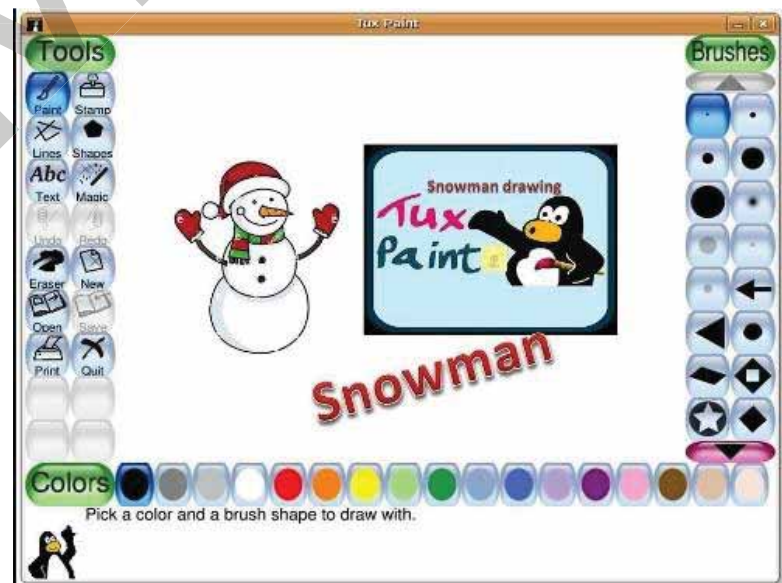 Tux Paint
Tools
Brushes
Paint Stamp
Lines Shapes
Abc
Text Magic
Undo Redo
Eraser New
Open Save
Print Quit
Snowman drawing
Tux
Paint
Snowman
Colors
Pick a color and a brush shape to draw with.